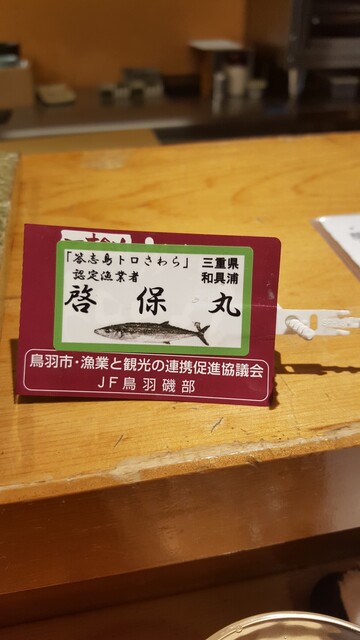 「答志島トロさわら」
認定漁業者
三重県
和具浦
啓保丸
鳥羽市・漁業と観光の連携促進協議会
JF鳥羽磯部